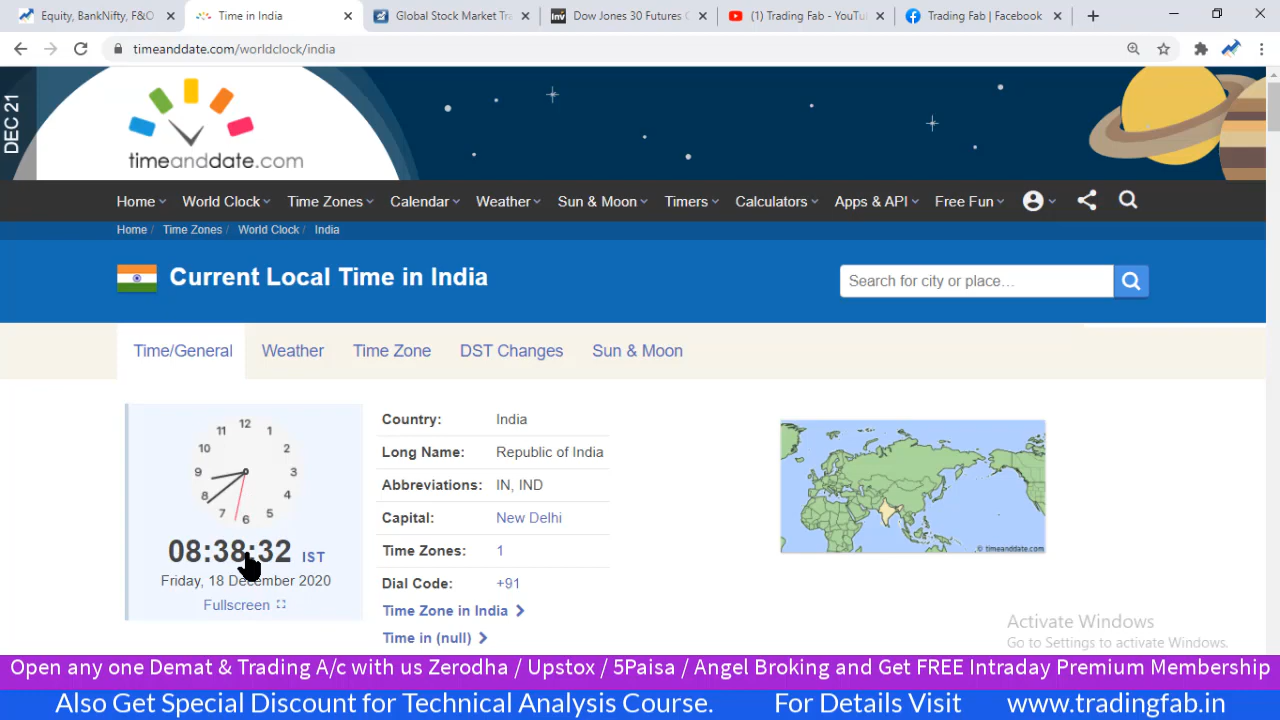 Equity, BankNifty, F&O
Time in India
Global Stock Market Tra
Inv
Dow Jones 30 Futures C
(1) Trading Fab - YouTu
Trading Fab | Facebook
timeanddate.com/worldclock/india
DEC 21
timeanddate.com
Home
World Clock
Time Zones
Calendar
Weather
Sun & Moon
Timers
Calculators
Apps & API
Free Fun
Home / Time Zones / World Clock / India
Current Local Time in India
Search for city or place...
Time/General
Weather
Time Zone
DST Changes
Sun & Moon
12
1
2
3
4
5
6
7
8
9
10
11
08:38:32 IST
Friday, 18 December 2020
Fullscreen
Country: India
Long Name: Republic of India
Abbreviations: IN, IND
Capital: New Delhi
Time Zones: 1
Dial Code: +91
Time Zone in India
Time in (null)
© timeanddate.com
Activate Windows
Go to Settings to activate Windows.
Open any one Demat & Trading A/c with us Zerodha / Upstox / 5Paisa / Angel Broking and Get FREE Intraday Premium Membership
Also Get Special Discount for Technical Analysis Course. For Details Visit www.tradingfab.in